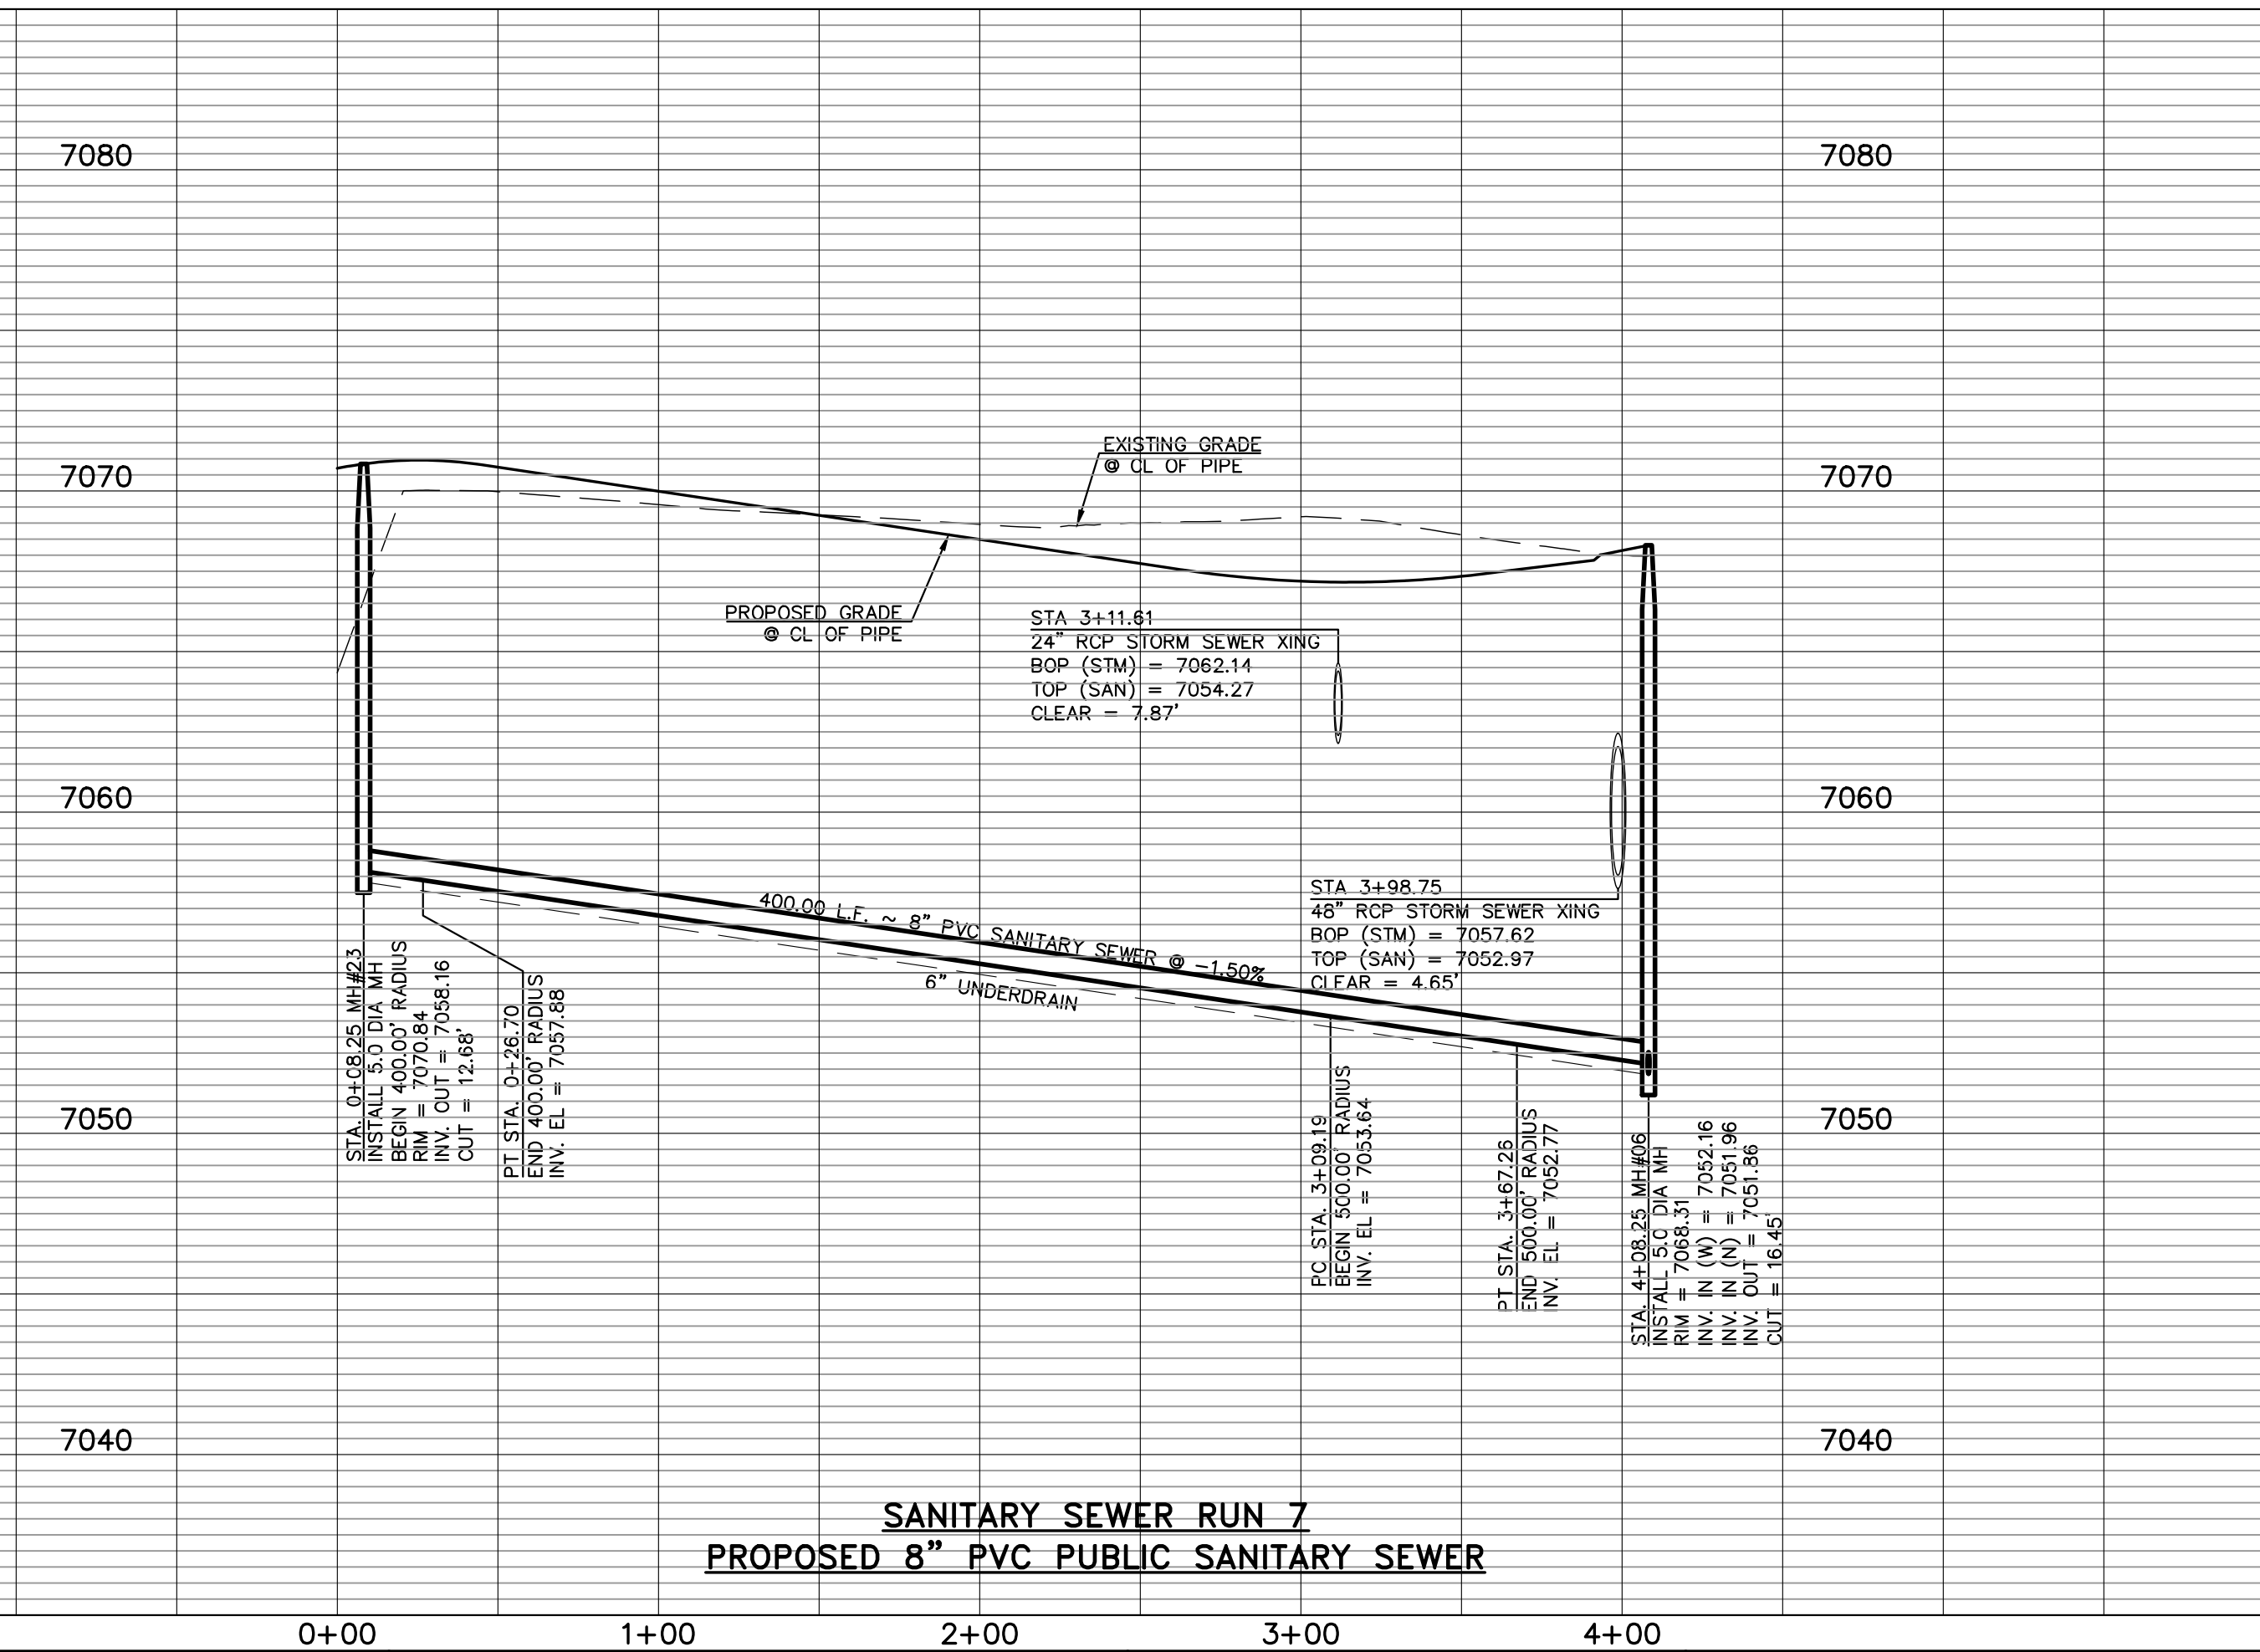 7080
7080
EXISTING GRADE
@ CL OF PIPE
7070
7070
PROPOSED GRADE
@ CL OF PIPE
STA 3+11.61
24" RCP STORM SEWER XING
BOP (STM) = 7062.14
TOP (SAN) = 7054.27
CLEAR = 7.87'
7060
7060
STA 3+98.75
48" RCP STORM SEWER XING
BOP (STM) = 7057.62
TOP (SAN) = 7052.97
CLEAR = 4.65'
400.00 L.F. ~ 8" PVC SANITARY SEWER @ -1.50%
6" UNDERDRAIN
STA. 0+08.25 MH#23
INSTALL 5.0 DIA MH
BEGIN 400.00' RADIUS
RIM = 7070.84
INV. OUT = 7058.16
CUT = 12.68'
PT STA. 0+26.70
END 400.00' RADIUS
INV. EL = 7057.88
7050
7050
PC STA. 3+09.19
BEGIN 500.00' RADIUS
INV. EL = 7053.64
PT STA. 3+67.26
END 500.00' RADIUS
INV. EL = 7052.77
STA. 4+08.25 MH#06
INSTALL 5.0 DIA MH
RIM = 7068.31
INV. IN (W) = 7052.16
INV. IN (N) = 7051.96
INV. OUT = 7051.86
CUT = 16.45'
7040
7040
SANITARY SEWER RUN 7
PROPOSED 8" PVC PUBLIC SANITARY SEWER
0+00 1+00 2+00 3+00 4+00